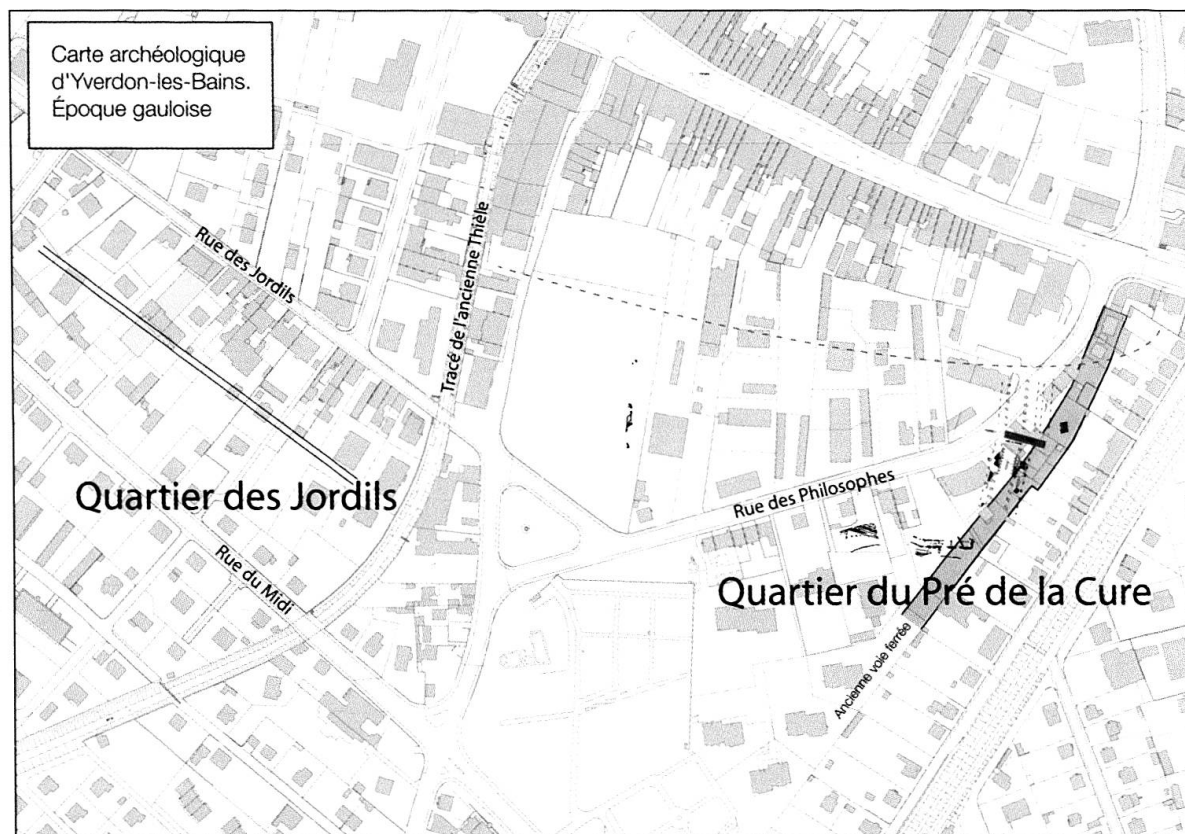 Carte archéologique
d'Yverdon-les-Bains.
Époque gauloise
Rue des Jordils
Tracé de l'ancienne Thièle
Quartier des Jordils
Rue des Philosophes
Rue du Midi
Quartier du Pré de la Cure
Ancienne voie ferrée